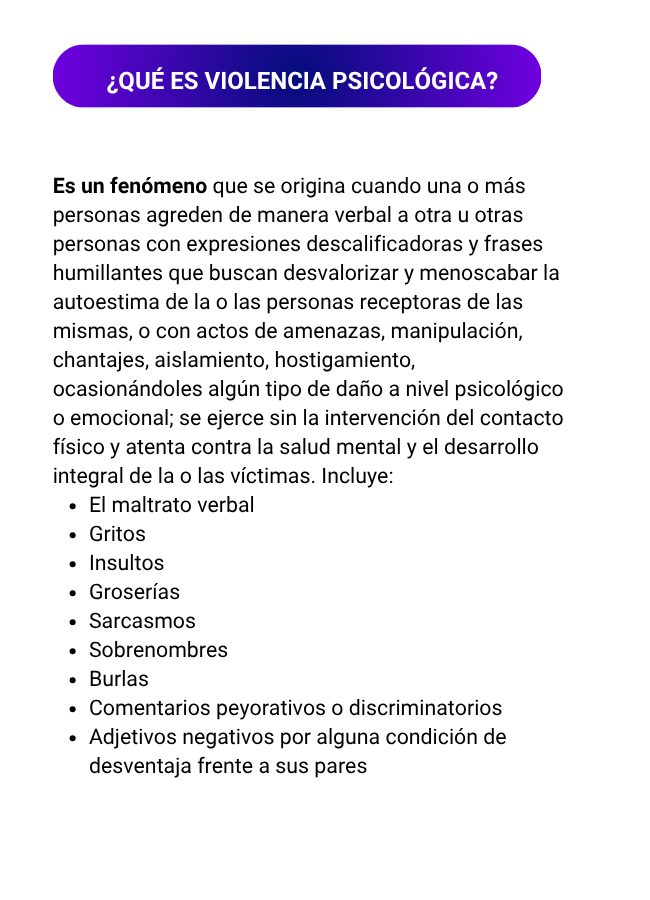 ¿QUÉ ES VIOLENCIA PSICOLÓGICA?
Es un fenómeno que se origina cuando una o más
personas agreden de manera verbal a otra u otras
personas con expresiones descalificadoras y frases
humillantes que buscan desvalorizar y menoscabar la
autoestima de la o las personas receptoras de las
mismas, o con actos de amenazas, manipulación,
chantajes, aislamiento, hostigamiento,
ocasionándoles algún tipo de daño a nivel psicológico
o emocional; se ejerce sin la intervención del contacto
físico y atenta contra la salud mental y el desarrollo
integral de la o las víctimas. Incluye:
• El maltrato verbal
• Gritos
• Insultos
• Groserías
• Sarcasmos
• Sobrenombres
• Burlas
• Comentarios peyorativos o discriminatorios
• Adjetivos negativos por alguna condición de
desventaja frente a sus pares